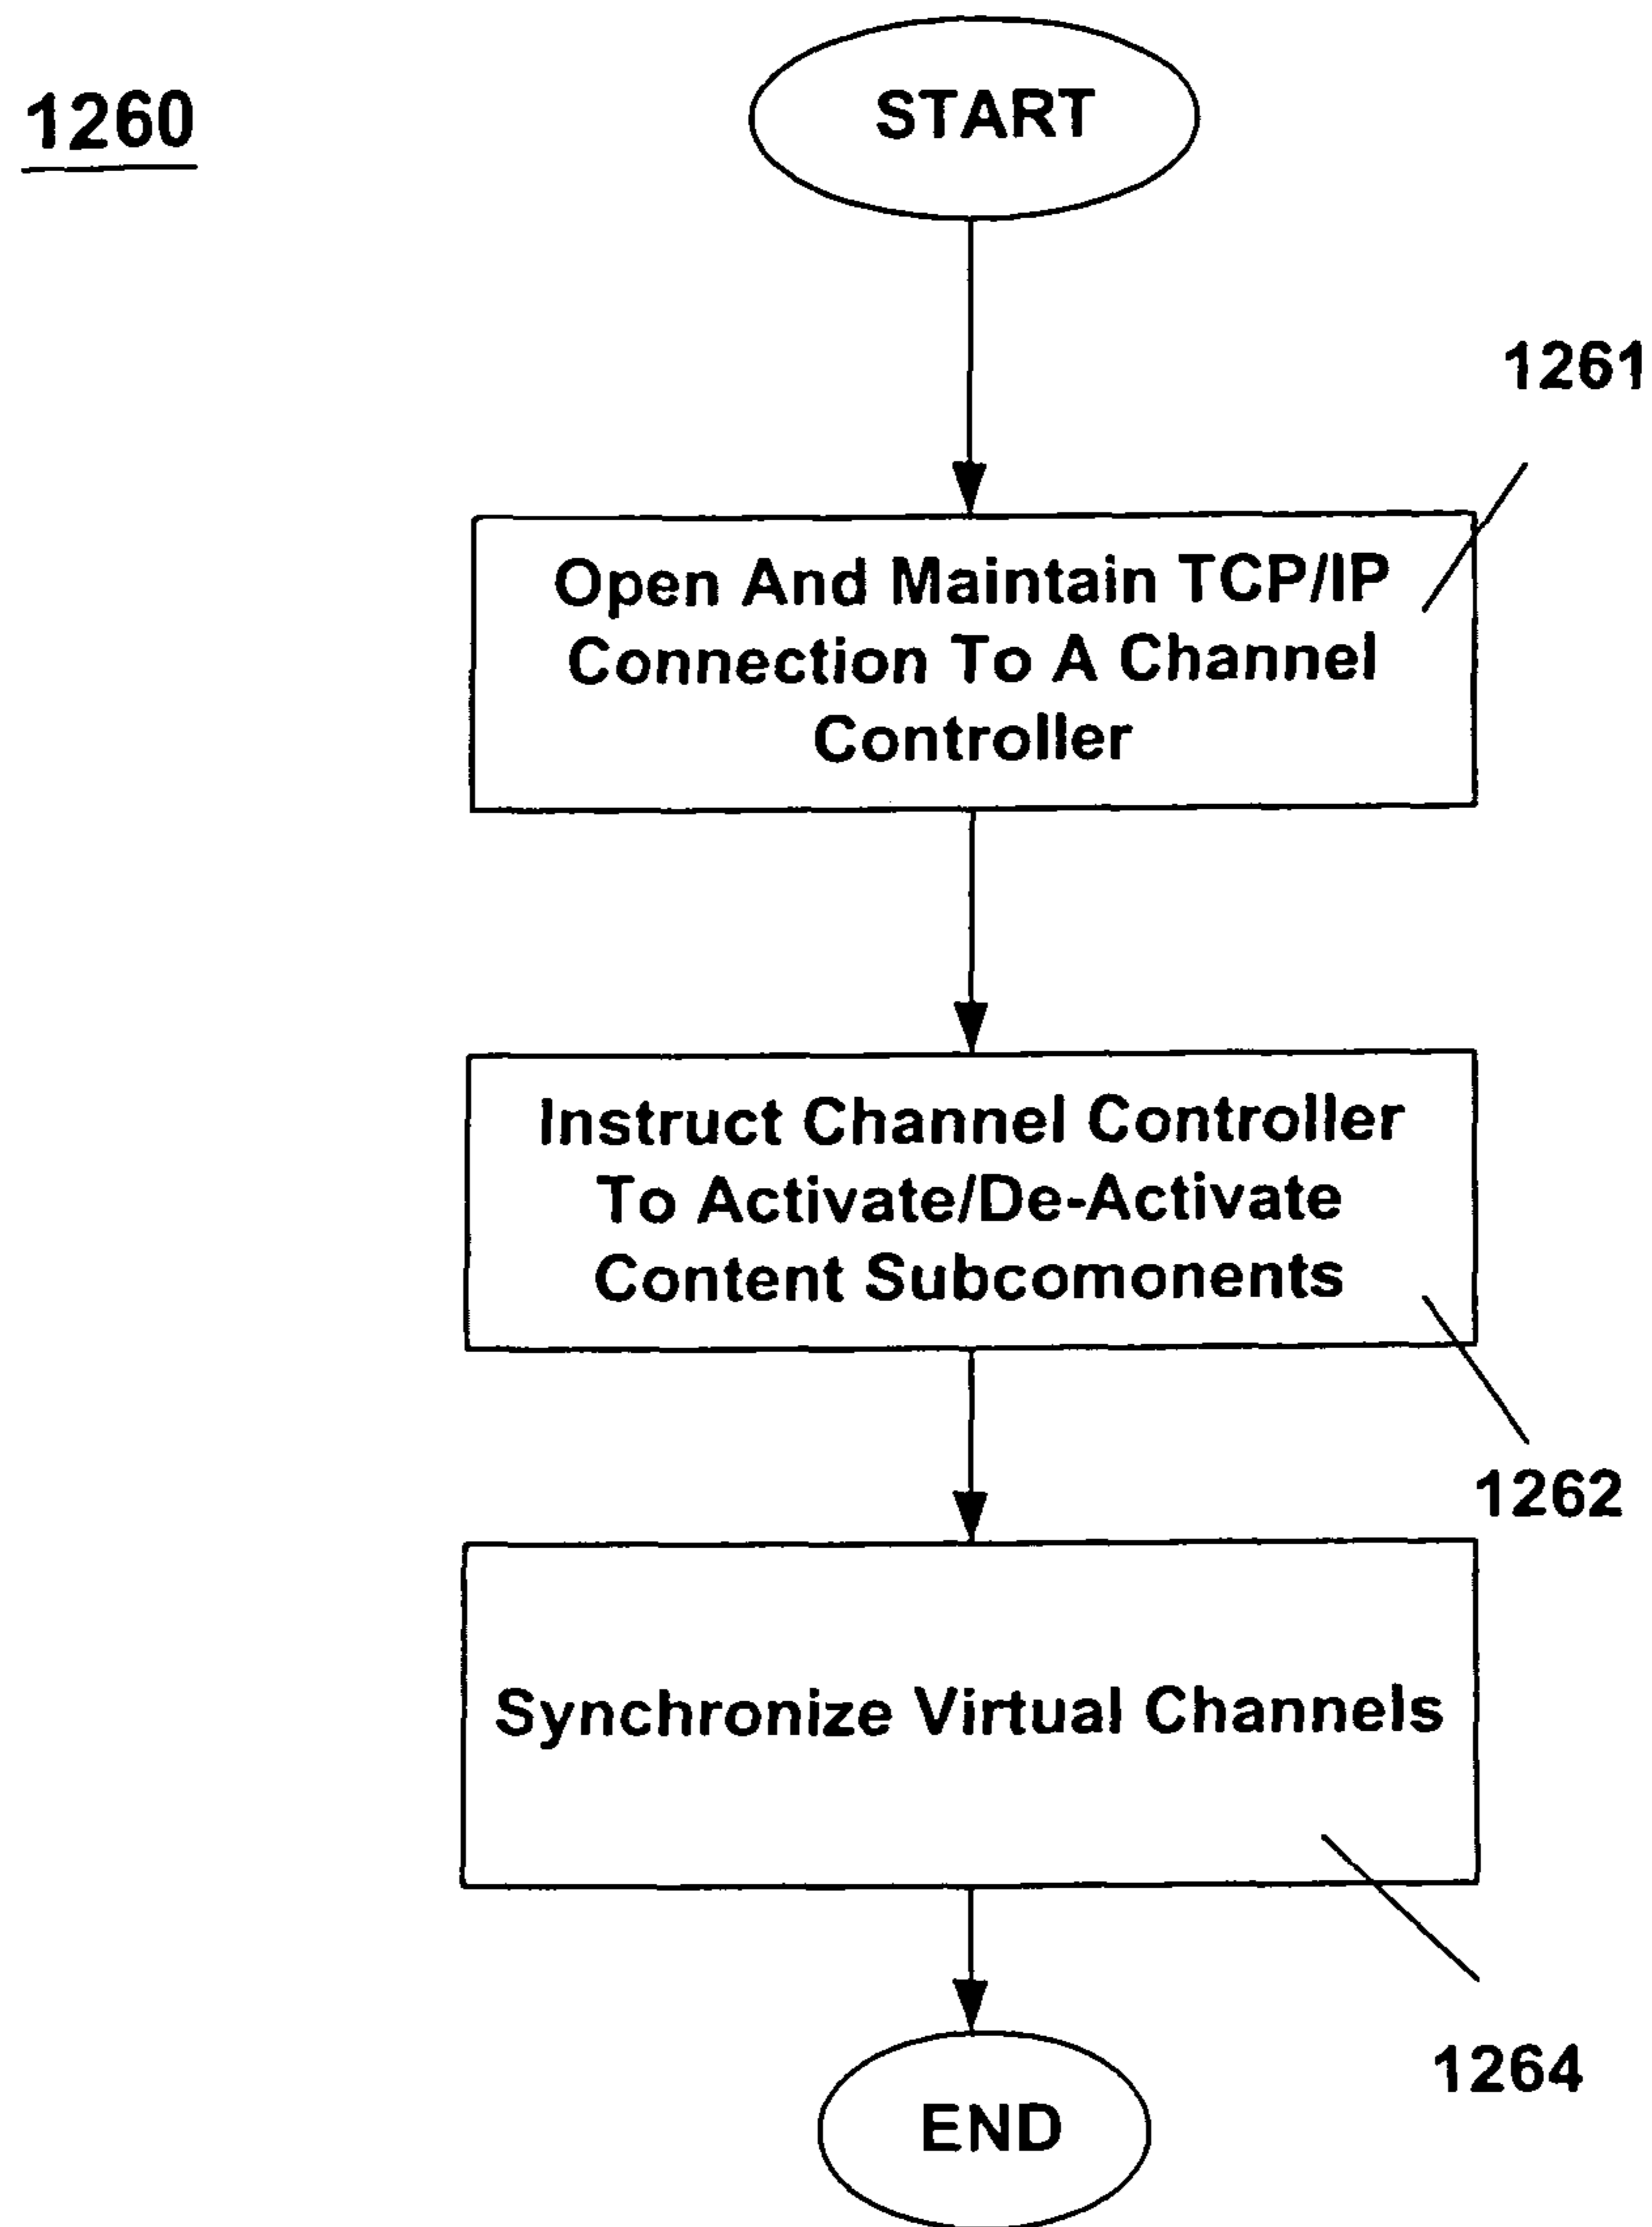 1260
START
1261
Open And Maintain TCP/IP
Connection To A Channel
Controller
Instruct Channel Controller
To Activate/De-Activate
Content Subcomonents
1262
Synchronize Virtual Channels
1264
END